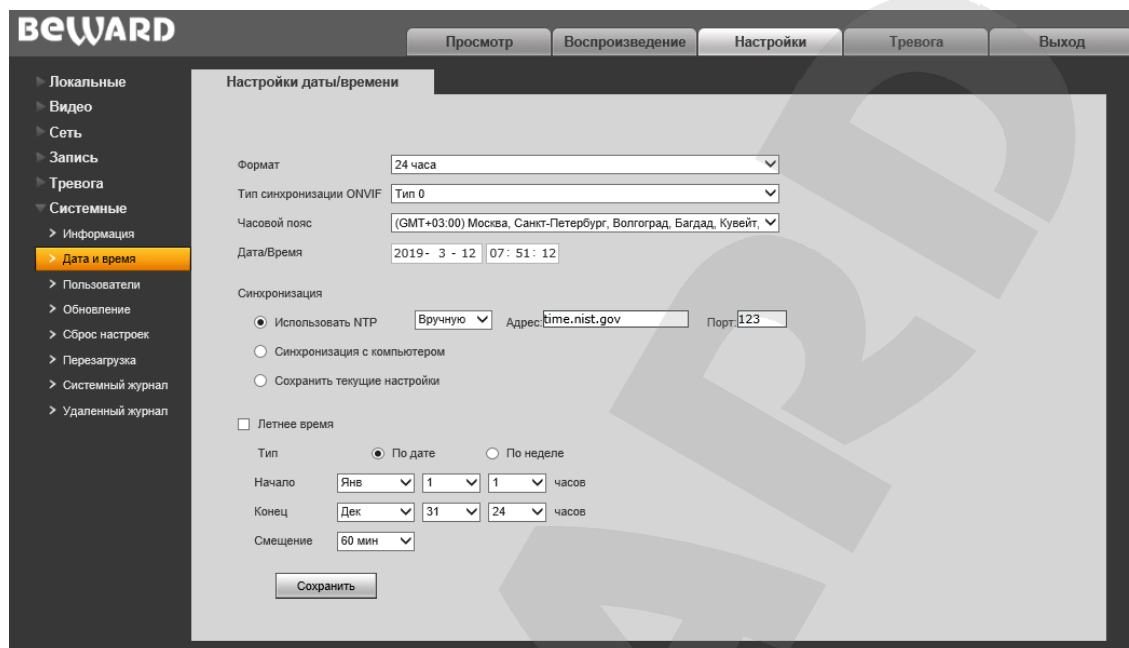 BEWARD
Просмотр Воспроизведение Настройки Тревога Выход
Локальные
Видео
Сеть
Запись
Тревога
Системные
Информация
Дата и время
Пользователи
Обновление
Сброс настроек
Перезагрузка
Системный журнал
Удаленный журнал
Настройки даты/времени
Формат 24 часа
Тип синхронизации ONVIF Тип 0
Часовой пояс (GMT+03:00) Москва, Санкт-Петербург, Волгоград, Багдад, Кувейт,
Дата/Время 2019- 3 - 12 07: 51: 12
Синхронизация
Использовать NTP Вручную Адрес: time.nist.gov Порт: 123
Синхронизация с компьютером
Сохранить текущие настройки
Летнее время
Тип По дате По неделе
Начало Янв 1 1 часов
Конец Дек 31 24 часов
Смещение 60 мин
Сохранить